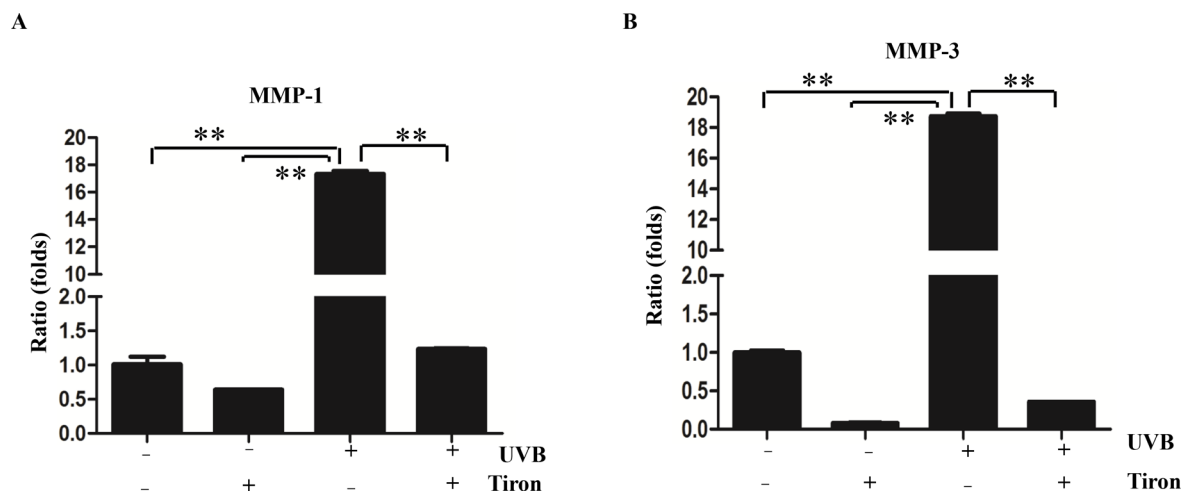 A
MMP-1
Ratio (folds)
20
18
16
14
12
10
2.0
1.5
1.0
0.5
0.0
**
**
**
- - + + UVB
- + - + Tiron
B
MMP-3
Ratio (folds)
20
18
16
14
12
10
2.0
1.5
1.0
0.5
0.0
**
**
**
- - + + UVB
- + - + Tiron